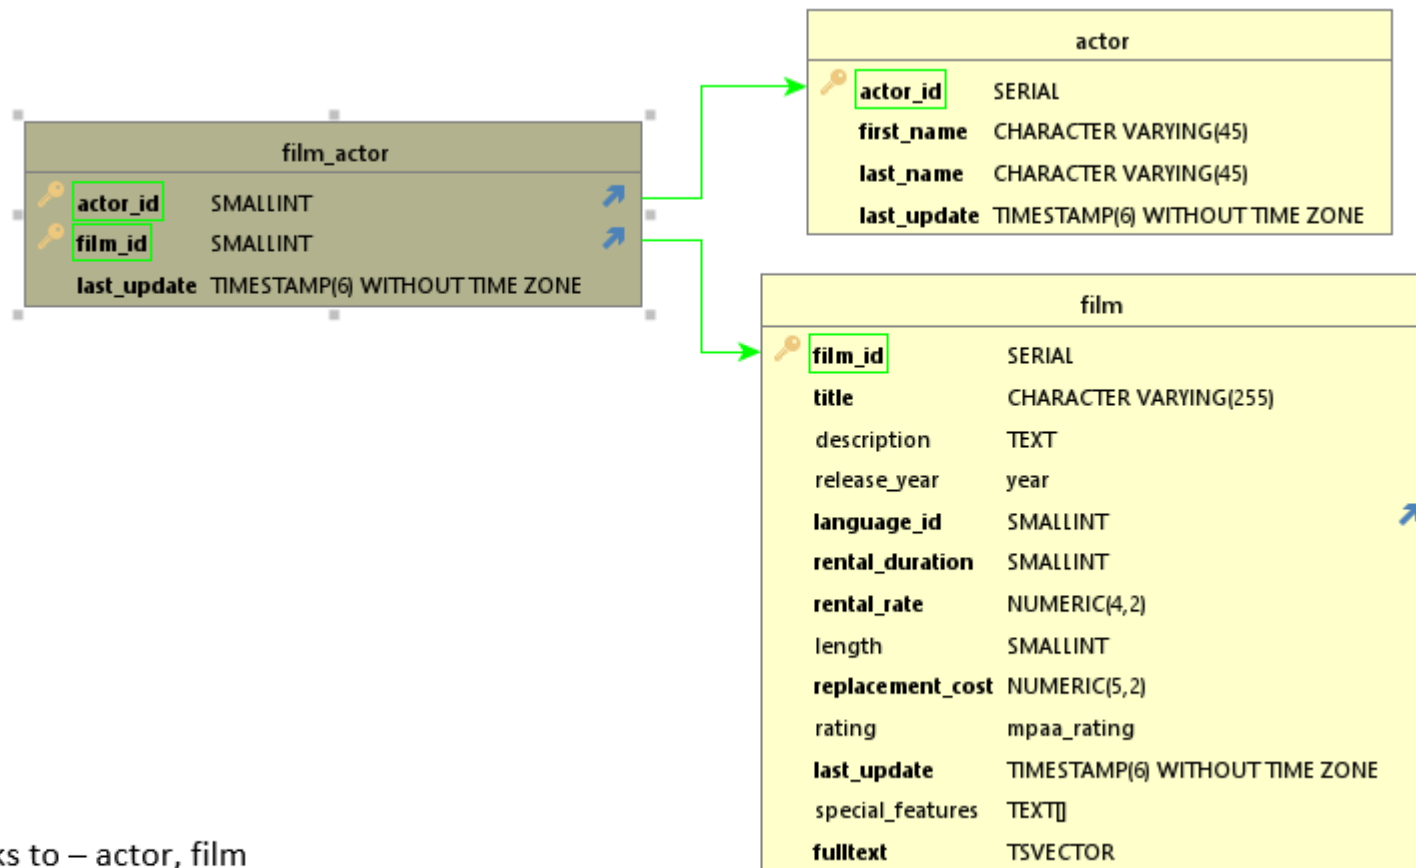 film_actor
actor_id SMALLINT
film_id SMALLINT
last_update TIMESTAMP(6) WITHOUT TIME ZONE
actor
actor_id SERIAL
first_name CHARACTER VARYING(45)
last_name CHARACTER VARYING(45)
last_update TIMESTAMP(6) WITHOUT TIME ZONE
film
film_id SERIAL
title CHARACTER VARYING(255)
description TEXT
release_year year
language_id SMALLINT
rental_duration SMALLINT
rental_rate NUMERIC(4,2)
length SMALLINT
replacement_cost NUMERIC(5,2)
rating mpaa_rating
last_update TIMESTAMP(6) WITHOUT TIME ZONE
special_features TEXT[]
fulltext TSVECTOR
to – actor, film